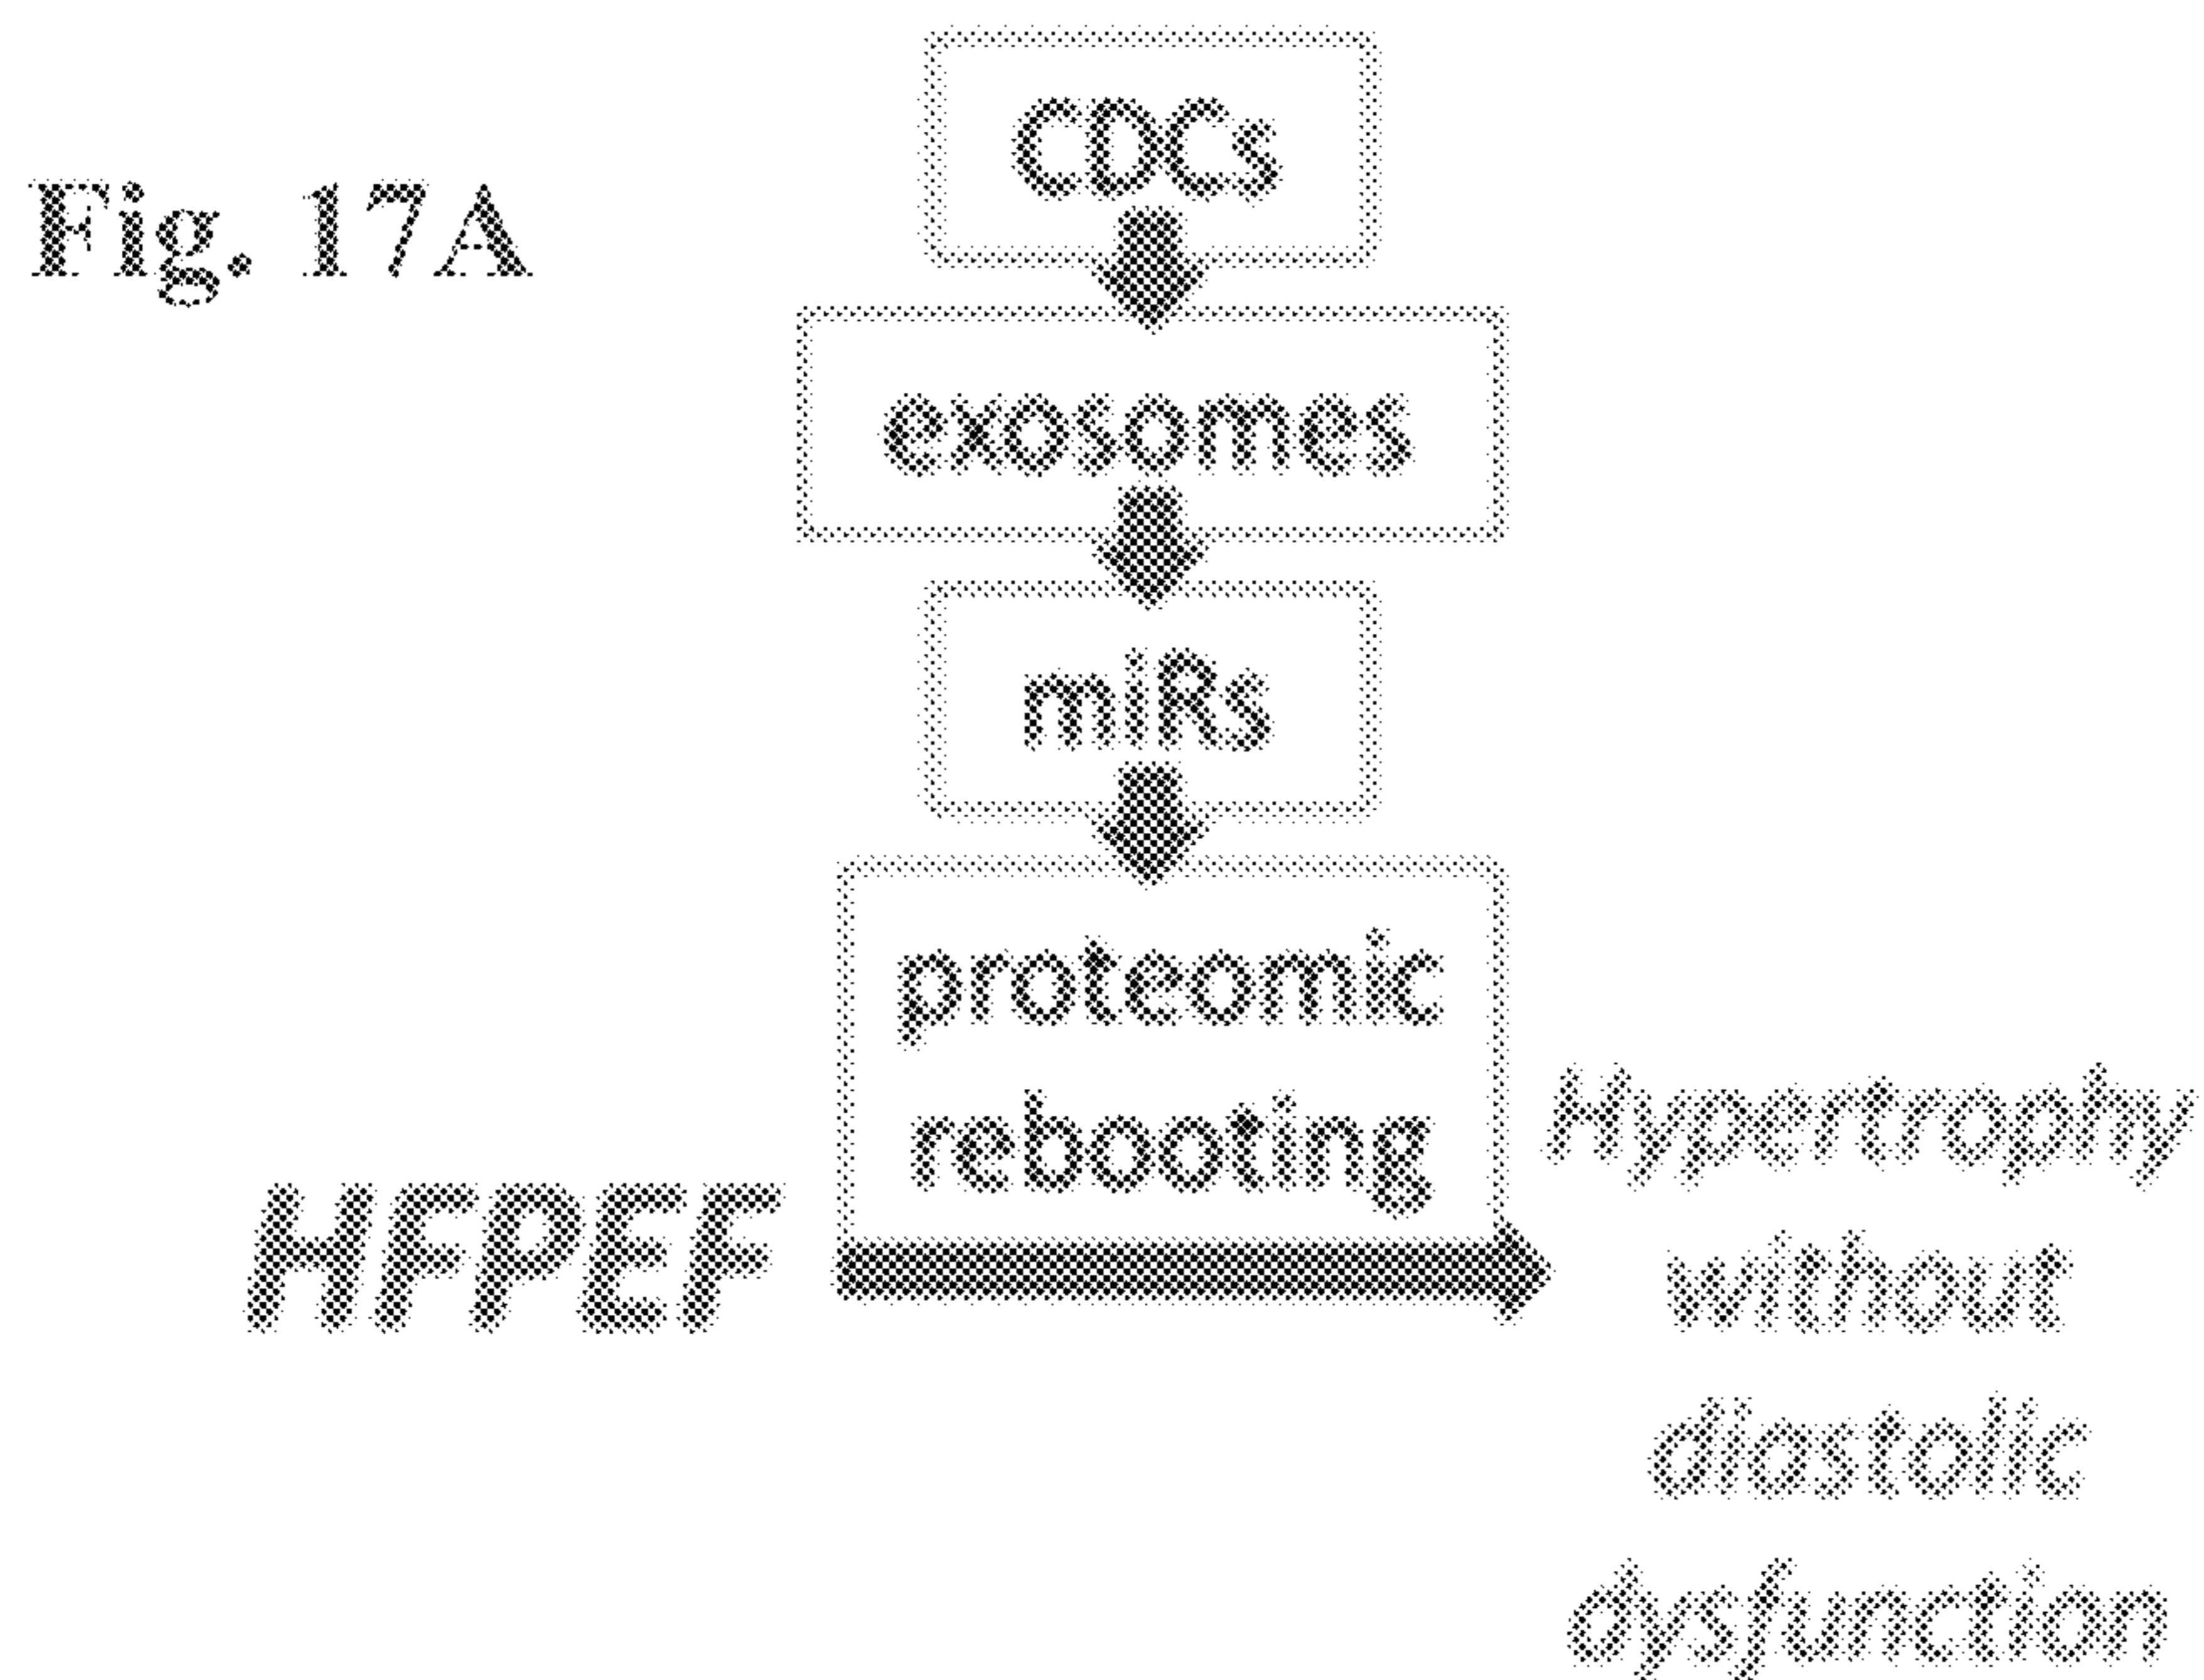 Fig. 17A
CDCs
exosomes
miRs
proteomic
rebooting
HFPEF
Hypertrophy
without
diastolic
dysfunction